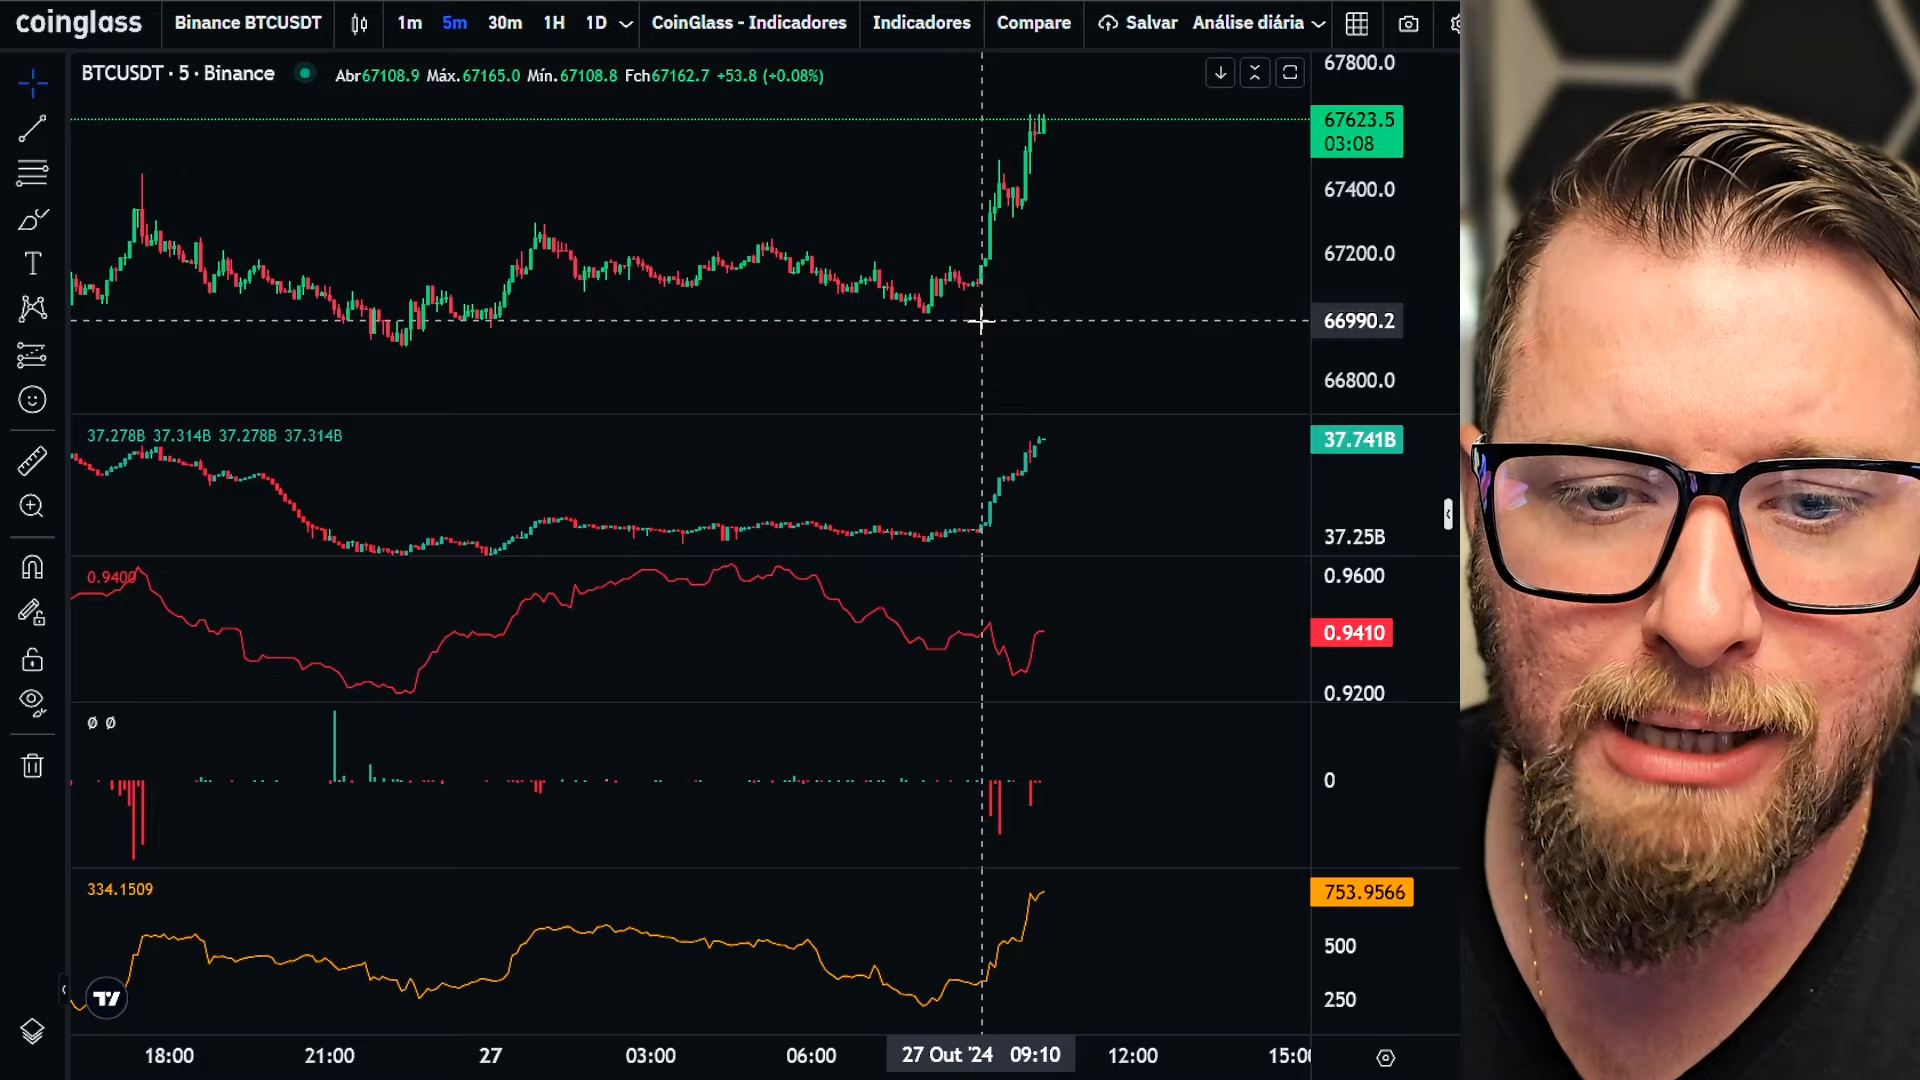 coinglass Binance BTCUSDT 1m 5m 30m 1H 1D CoinGlass - Indicadores Indicadores Compare Salvar Análise diária
BTCUSDT · 5 · Binance Abr67108.9 Máx.67165.0 Mín.67108.8 Fch67162.7 +53.8 (+0.08%)
67800.0
67623.5
03:08
67400.0
67200.0
66990.2
66800.0
37.278B 37.314B 37.278B 37.314B
37.741B
37.25B
0.9400
0.9600
0.9410
0.9200
Ø Ø
0
334.1509
753.9566
500
250
18:00 21:00 27 03:00 06:00 27 Out '24 09:10 12:00 15:00